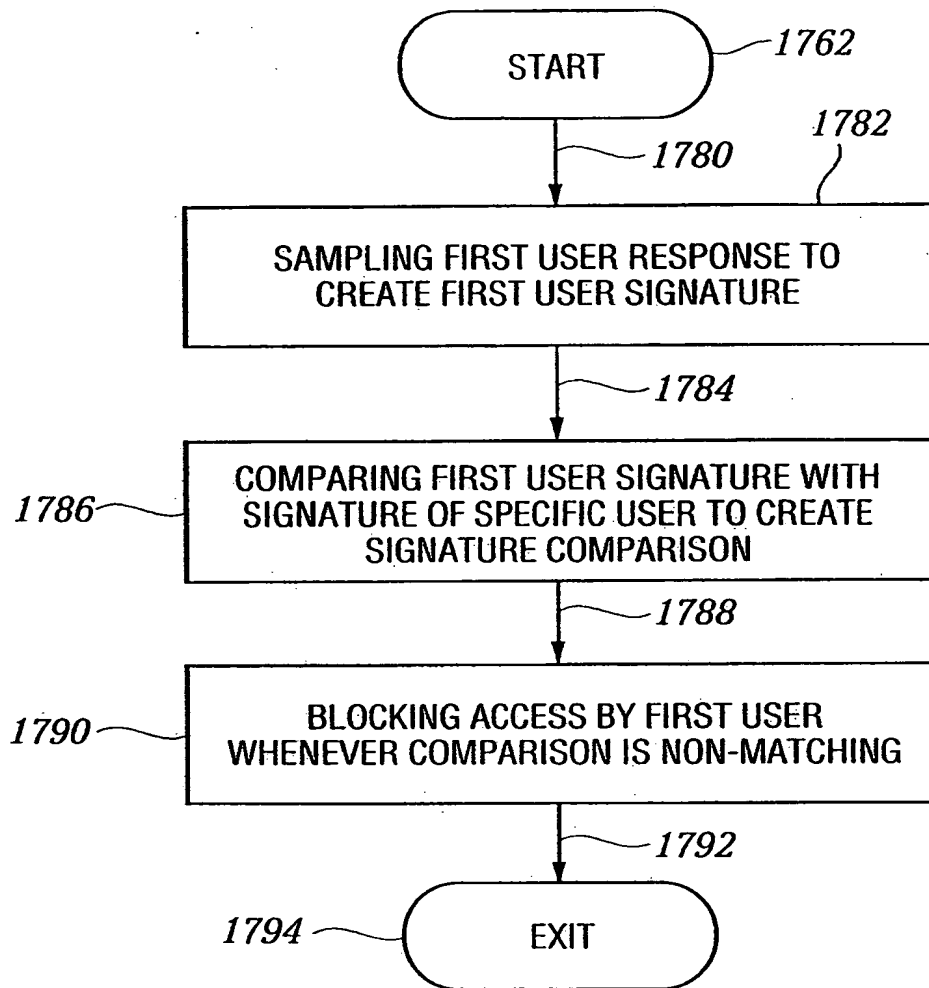 START
1762
1780
1782
SAMPLING FIRST USER RESPONSE TO
CREATE FIRST USER SIGNATURE
1784
1786
COMPARING FIRST USER SIGNATURE WITH
SIGNATURE OF SPECIFIC USER TO CREATE
SIGNATURE COMPARISON
1788
1790
BLOCKING ACCESS BY FIRST USER
WHENEVER COMPARISON IS NON-MATCHING
1792
1794
EXIT